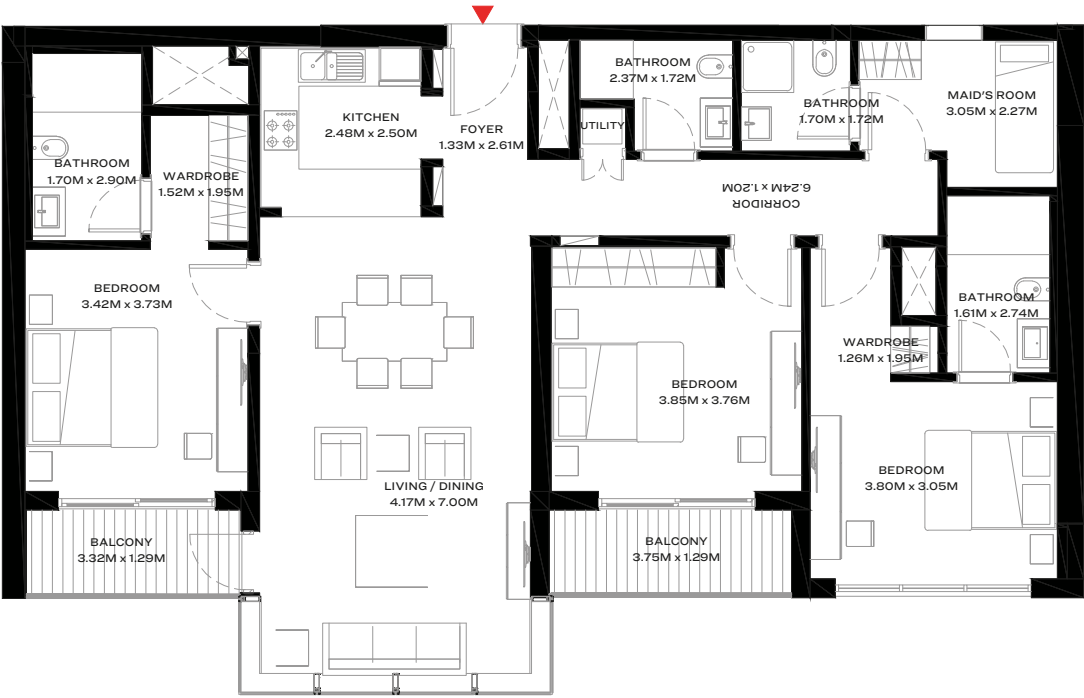 BATHROOM
2.37M x 1.72M
MAID'S ROOM
3.05M x 2.27M
BATHROOM
1.70M x 1.72M
KITCHEN
2.48M x 2.50M
FOYER
1.33M x 2.61M
UTILITY
BATHROOM
1.70M x 2.90M
WARDROBE
1.52M x 1.95M
CORRIDOR
6.24M x 1.20M
BEDROOM
3.42M x 3.73M
BATHROOM
1.61M x 2.74M
WARDROBE
1.26M x 1.95M
BEDROOM
3.85M x 3.76M
BEDROOM
3.80M x 3.05M
LIVING / DINING
4.17M x 7.00M
BALCONY
3.32M x 1.29M
BALCONY
3.75M x 1.29M